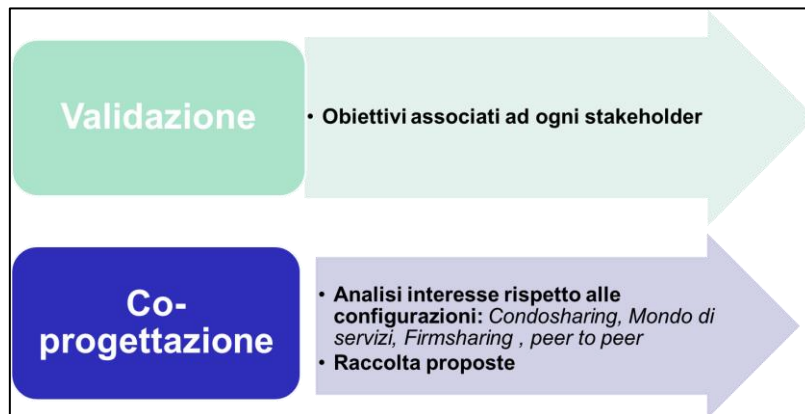 Validazione
• Obiettivi associati ad ogni stakeholder
Co-
progettazione
• Analisi interesse rispetto alle
configurazioni: Condosharing, Mondo di
servizi, Firmsharing , peer to peer
• Raccolta proposte